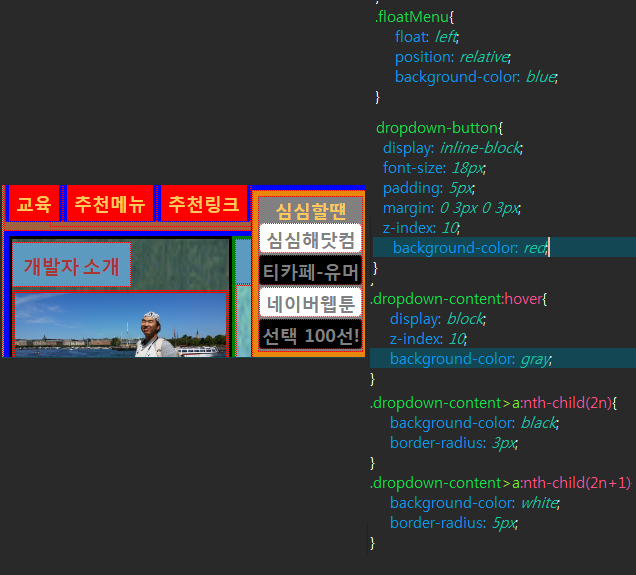 교육 추천메뉴 추천링크
심심할땐
심심해닷컴
티카페-유머
네이버웹툰
선택 100선!
개발자 소개
.floatMenu{
float: left;
position: relative;
background-color: blue;
}
dropdown-button{
display: inline-block;
font-size: 18px;
padding: 5px;
margin: 0 3px 0 3px;
z-index: 10;
background-color: red;
}
.dropdown-content:hover{
display: block;
z-index: 10;
background-color: gray;
}
.dropdown-content>a:nth-child(2n){
background-color: black;
border-radius: 3px;
}
.dropdown-content>a:nth-child(2n+1)
background-color: white;
border-radius: 5px;
}